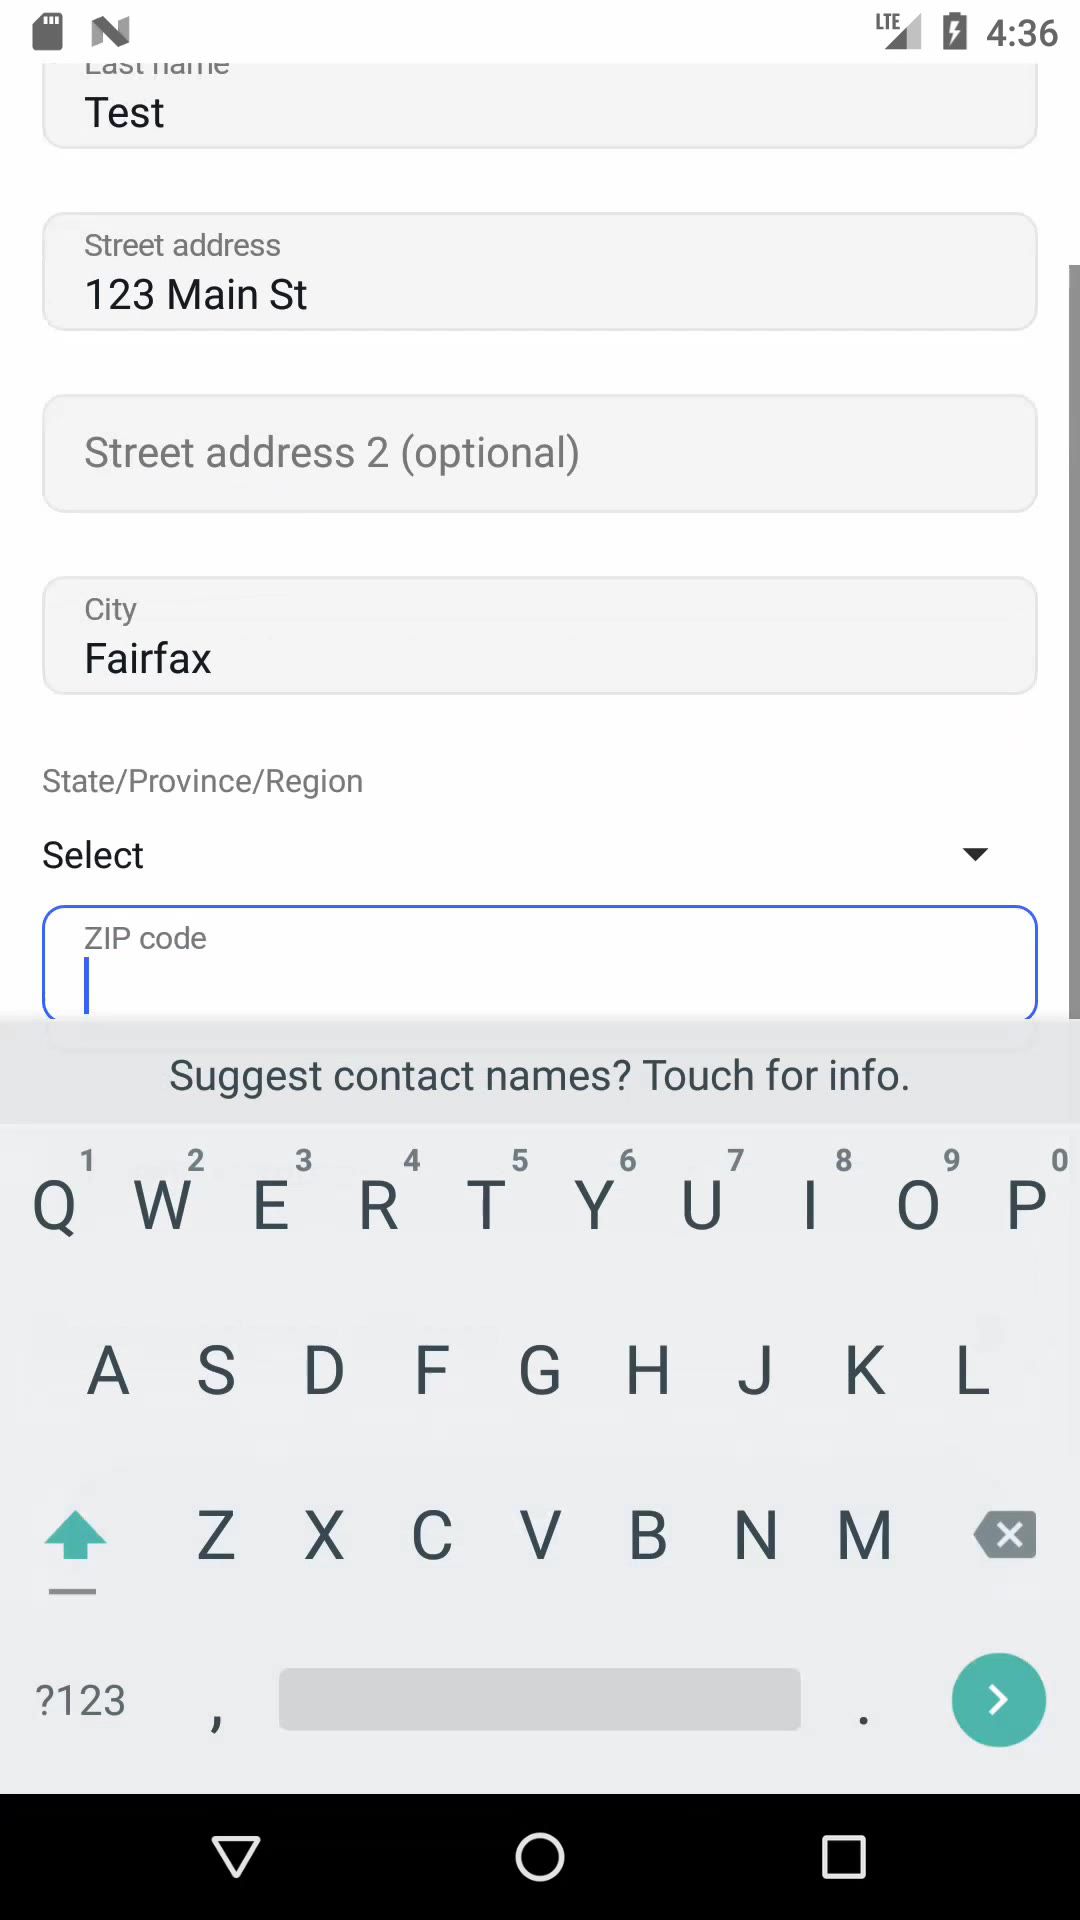 LTE 4:36
Last name
Test
Street address
123 Main St
Street address 2 (optional)
City
Fairfax
State/Province/Region
Select
ZIP code
Suggest contact names? Touch for info.
1 2 3 4 5 6 7 8 9 0
Q W E R T Y U I O P
A S D F G H J K L
Z X C V B N M
?123 , .